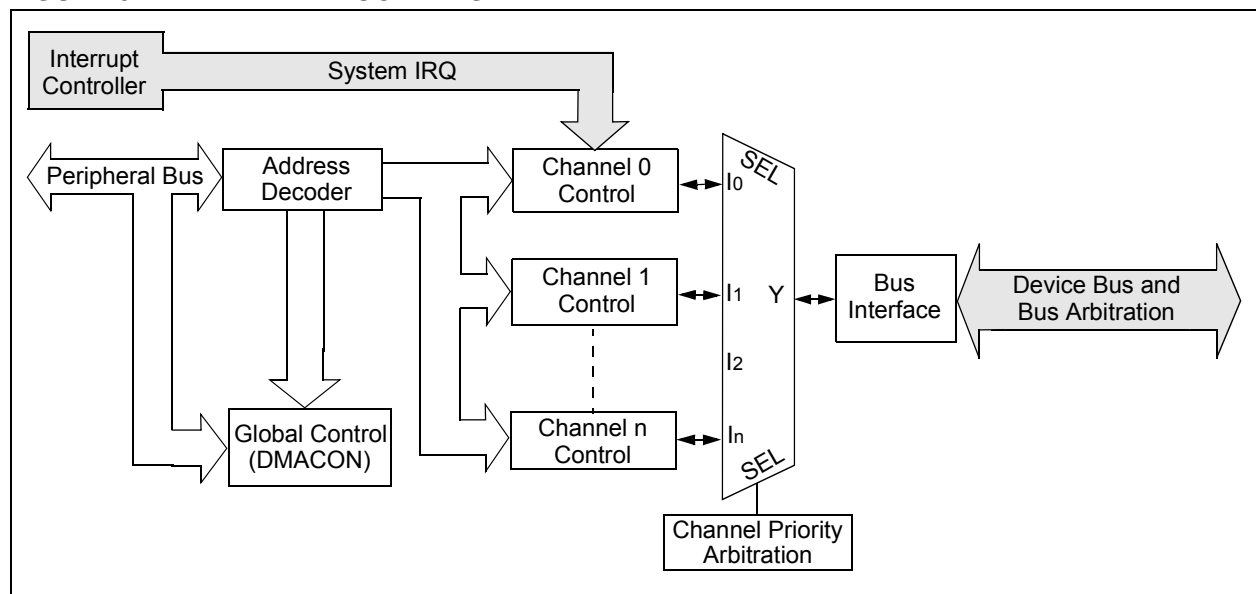 Interrupt
Controller
System IRQ
Peripheral Bus
Address
Decoder
Channel 0
Control
I0
SEL
Channel 1
Control
I1
Y
Bus
Interface
Device Bus and
Bus Arbitration
I2
Global Control
(DMACON)
Channel n
Control
In
SEL
Channel Priority
Arbitration